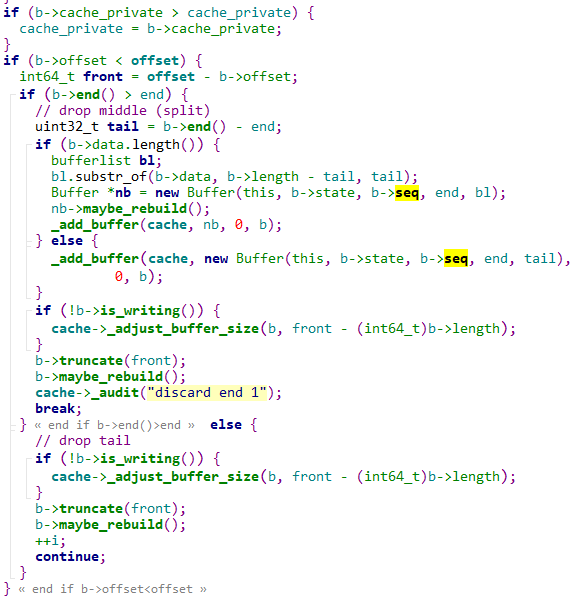 if (b->cache_private > cache_private) {
  cache_private = b->cache_private;
}
if (b->offset < offset) {
  int64_t front = offset - b->offset;
  if (b->end() > end) {
    // drop middle (split)
    uint32_t tail = b->end() - end;
    if (b->data.length()) {
      bufferlist bl;
      bl.substr_of(b->data, b->length - tail, tail);
      Buffer *nb = new Buffer(this, b->state, b->seq, end, bl);
      nb->maybe_rebuild();
      _add_buffer(cache, nb, 0, b);
    } else {
      _add_buffer(cache, new Buffer(this, b->state, b->seq, end, tail),
              0, b);
    }
    if (!b->is_writing()) {
      cache->_adjust_buffer_size(b, front - (int64_t)b->length);
    }
    b->truncate(front);
    b->maybe_rebuild();
    cache->_audit("discard end 1");
    break;
  } « end if b->end()>end » else {
    // drop tail
    if (!b->is_writing()) {
      cache->_adjust_buffer_size(b, front - (int64_t)b->length);
    }
    b->truncate(front);
    b->maybe_rebuild();
    ++i;
    continue;
  }
} « end if b->offset<offset »